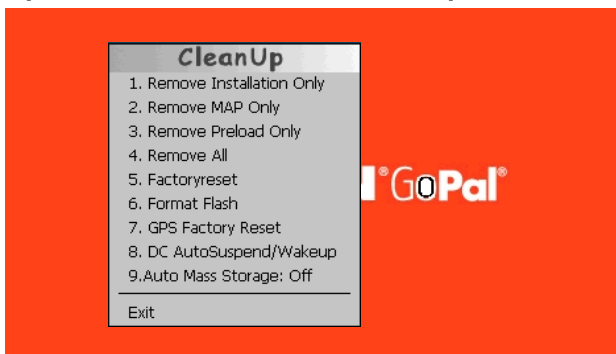 CleanUp
1. Remove Installation Only
2. Remove MAP Only
3. Remove Preload Only
4. Remove All
5. Factoryreset
6. Format Flash
7. GPS Factory Reset
8. DC AutoSuspend/Wakeup
9.Auto Mass Storage: Off
Exit
® GoPal®